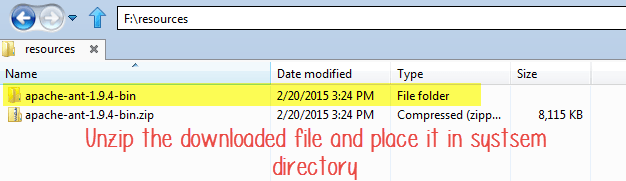 F:\resources
resources
Name Date modified Type Size
apache-ant-1.9.4-bin 2/20/2015 3:24 PM File folder
apache-ant-1.9.4-bin.zip 2/20/2015 3:24 PM Compressed (zipp... 8,115 KB
Unzip the downloaded file and place it in systsem
directory